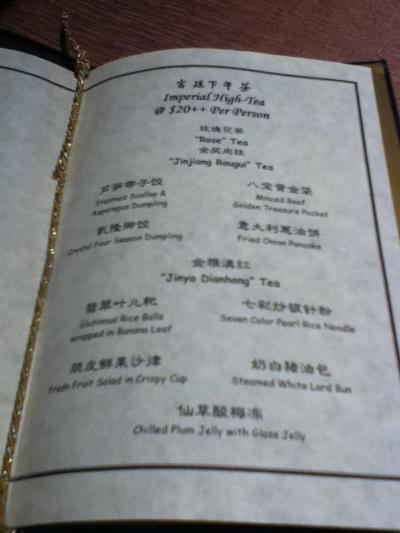 宫廷下午茶
Imperial High-Tea
@ $20++ Per Person
玫瑰花茶
"Rose" Tea
金奖肉桂
"Jinjiang Rougui" Tea
芦笋带子饺
Steamed Scallop &
Asparagus Dumpling
八宝黄金袋
Minced Beef
Golden Treasure Pocket
乾隆御饺
Crystal Four Season Dumpling
意大利葱油饼
Fried Onion Pancake
金雅滇红
"Jinya Dianhong" Tea
翡翠叶儿粑
Glutinous Rice Balls
wrapped in Banana Leaf
七彩炒银针粉
Seven Color Pearl Rice Noodle
脆皮鲜果沙律
Fresh Fruit Salad in Crispy Cup
奶白猪油包
Steamed White Lard Bun
仙草酸梅冻
Chilled Plum Jelly with Glass Jelly